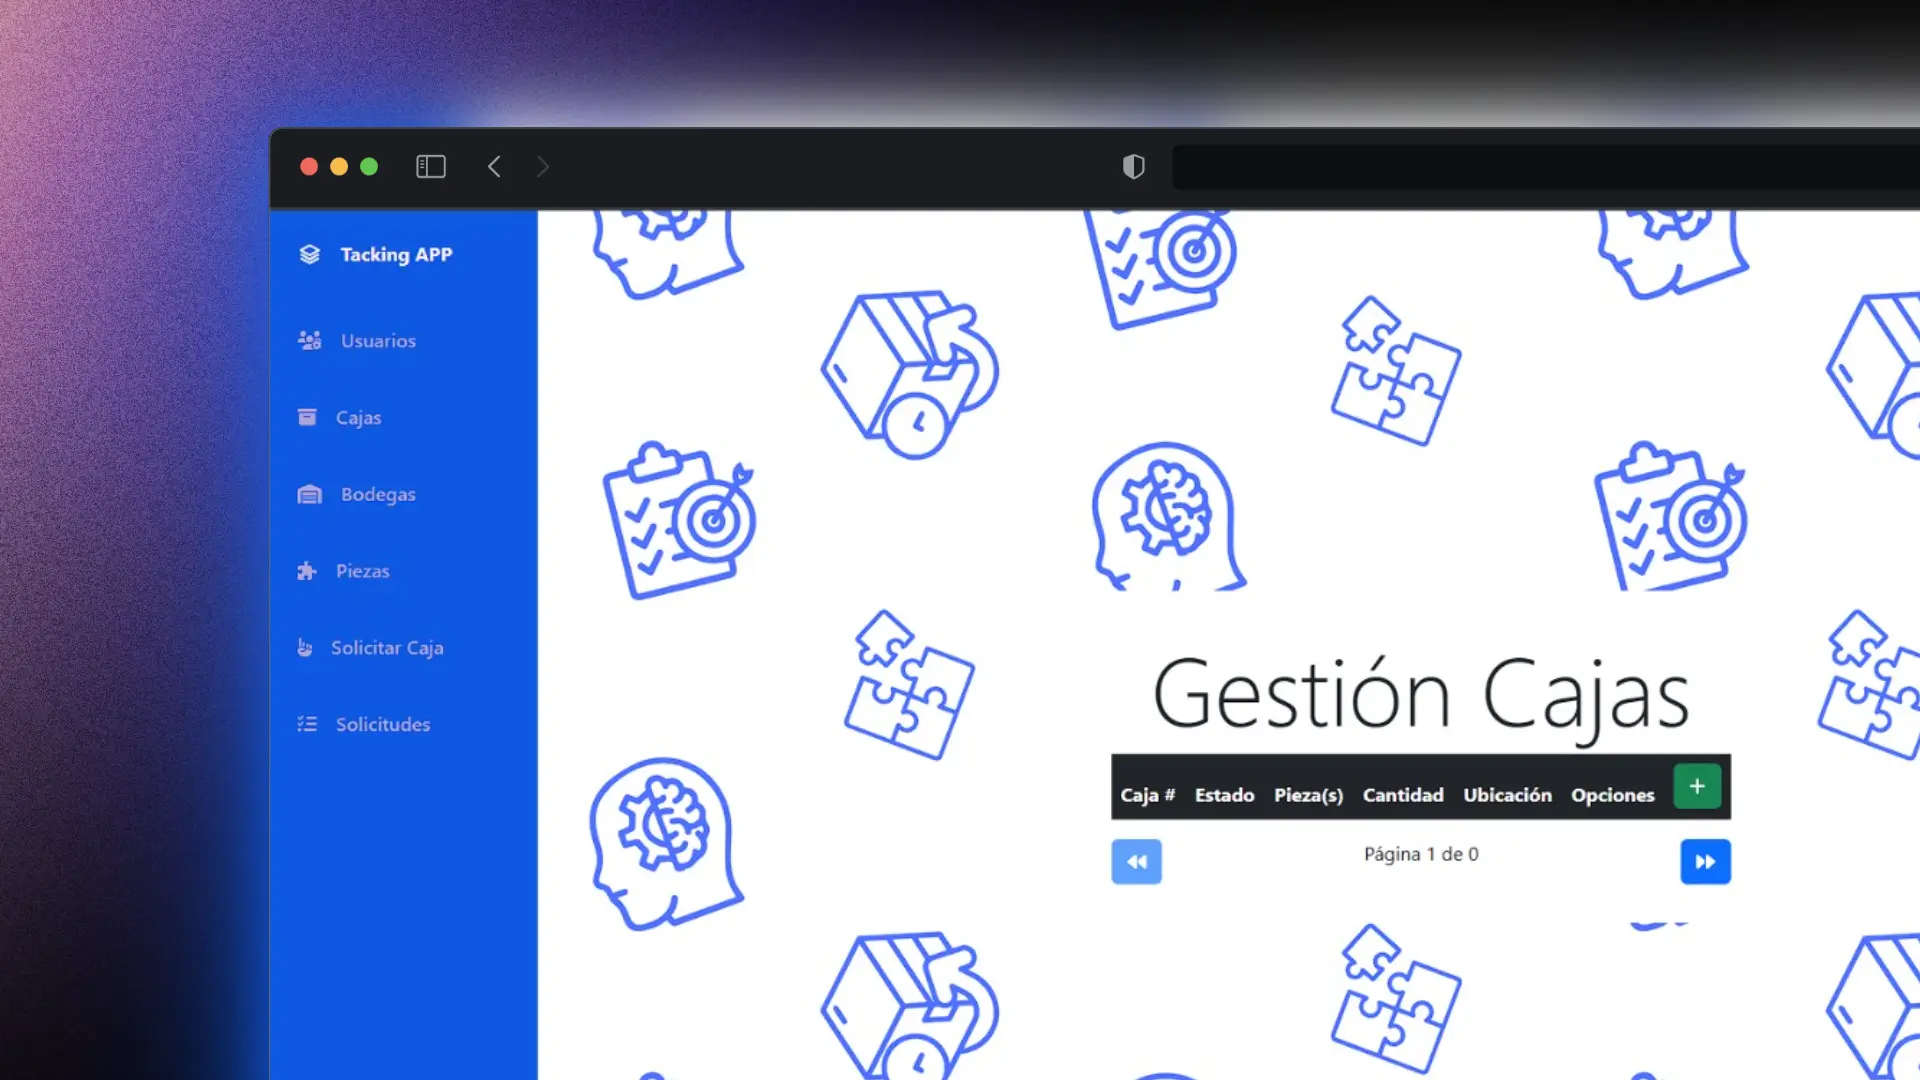 Tacking APP
Usuarios
Cajas
Bodegas
Piezas
Solicitar Caja
Solicitudes
Gestión Cajas
Caja # Estado Pieza(s) Cantidad Ubicación Opciones +
Página 1 de 0